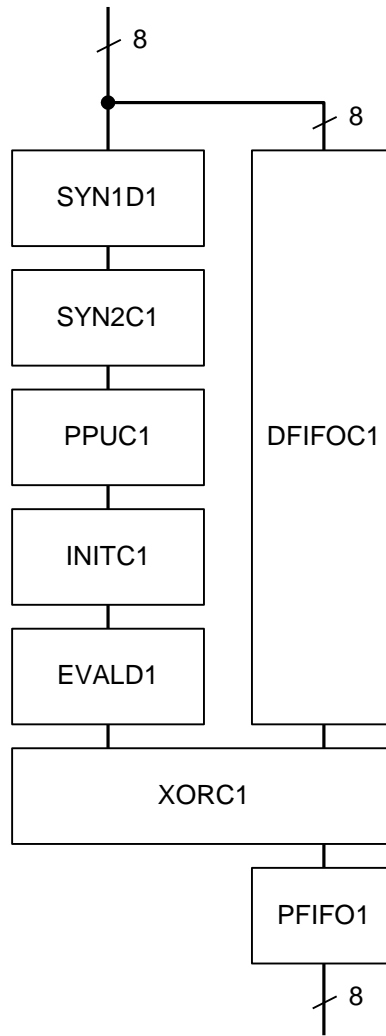 8
8
SYN1D1
SYN2C1
PPUC1
DFIFOC1
INITC1
EVALD1
XORC1
PFIFO1
8